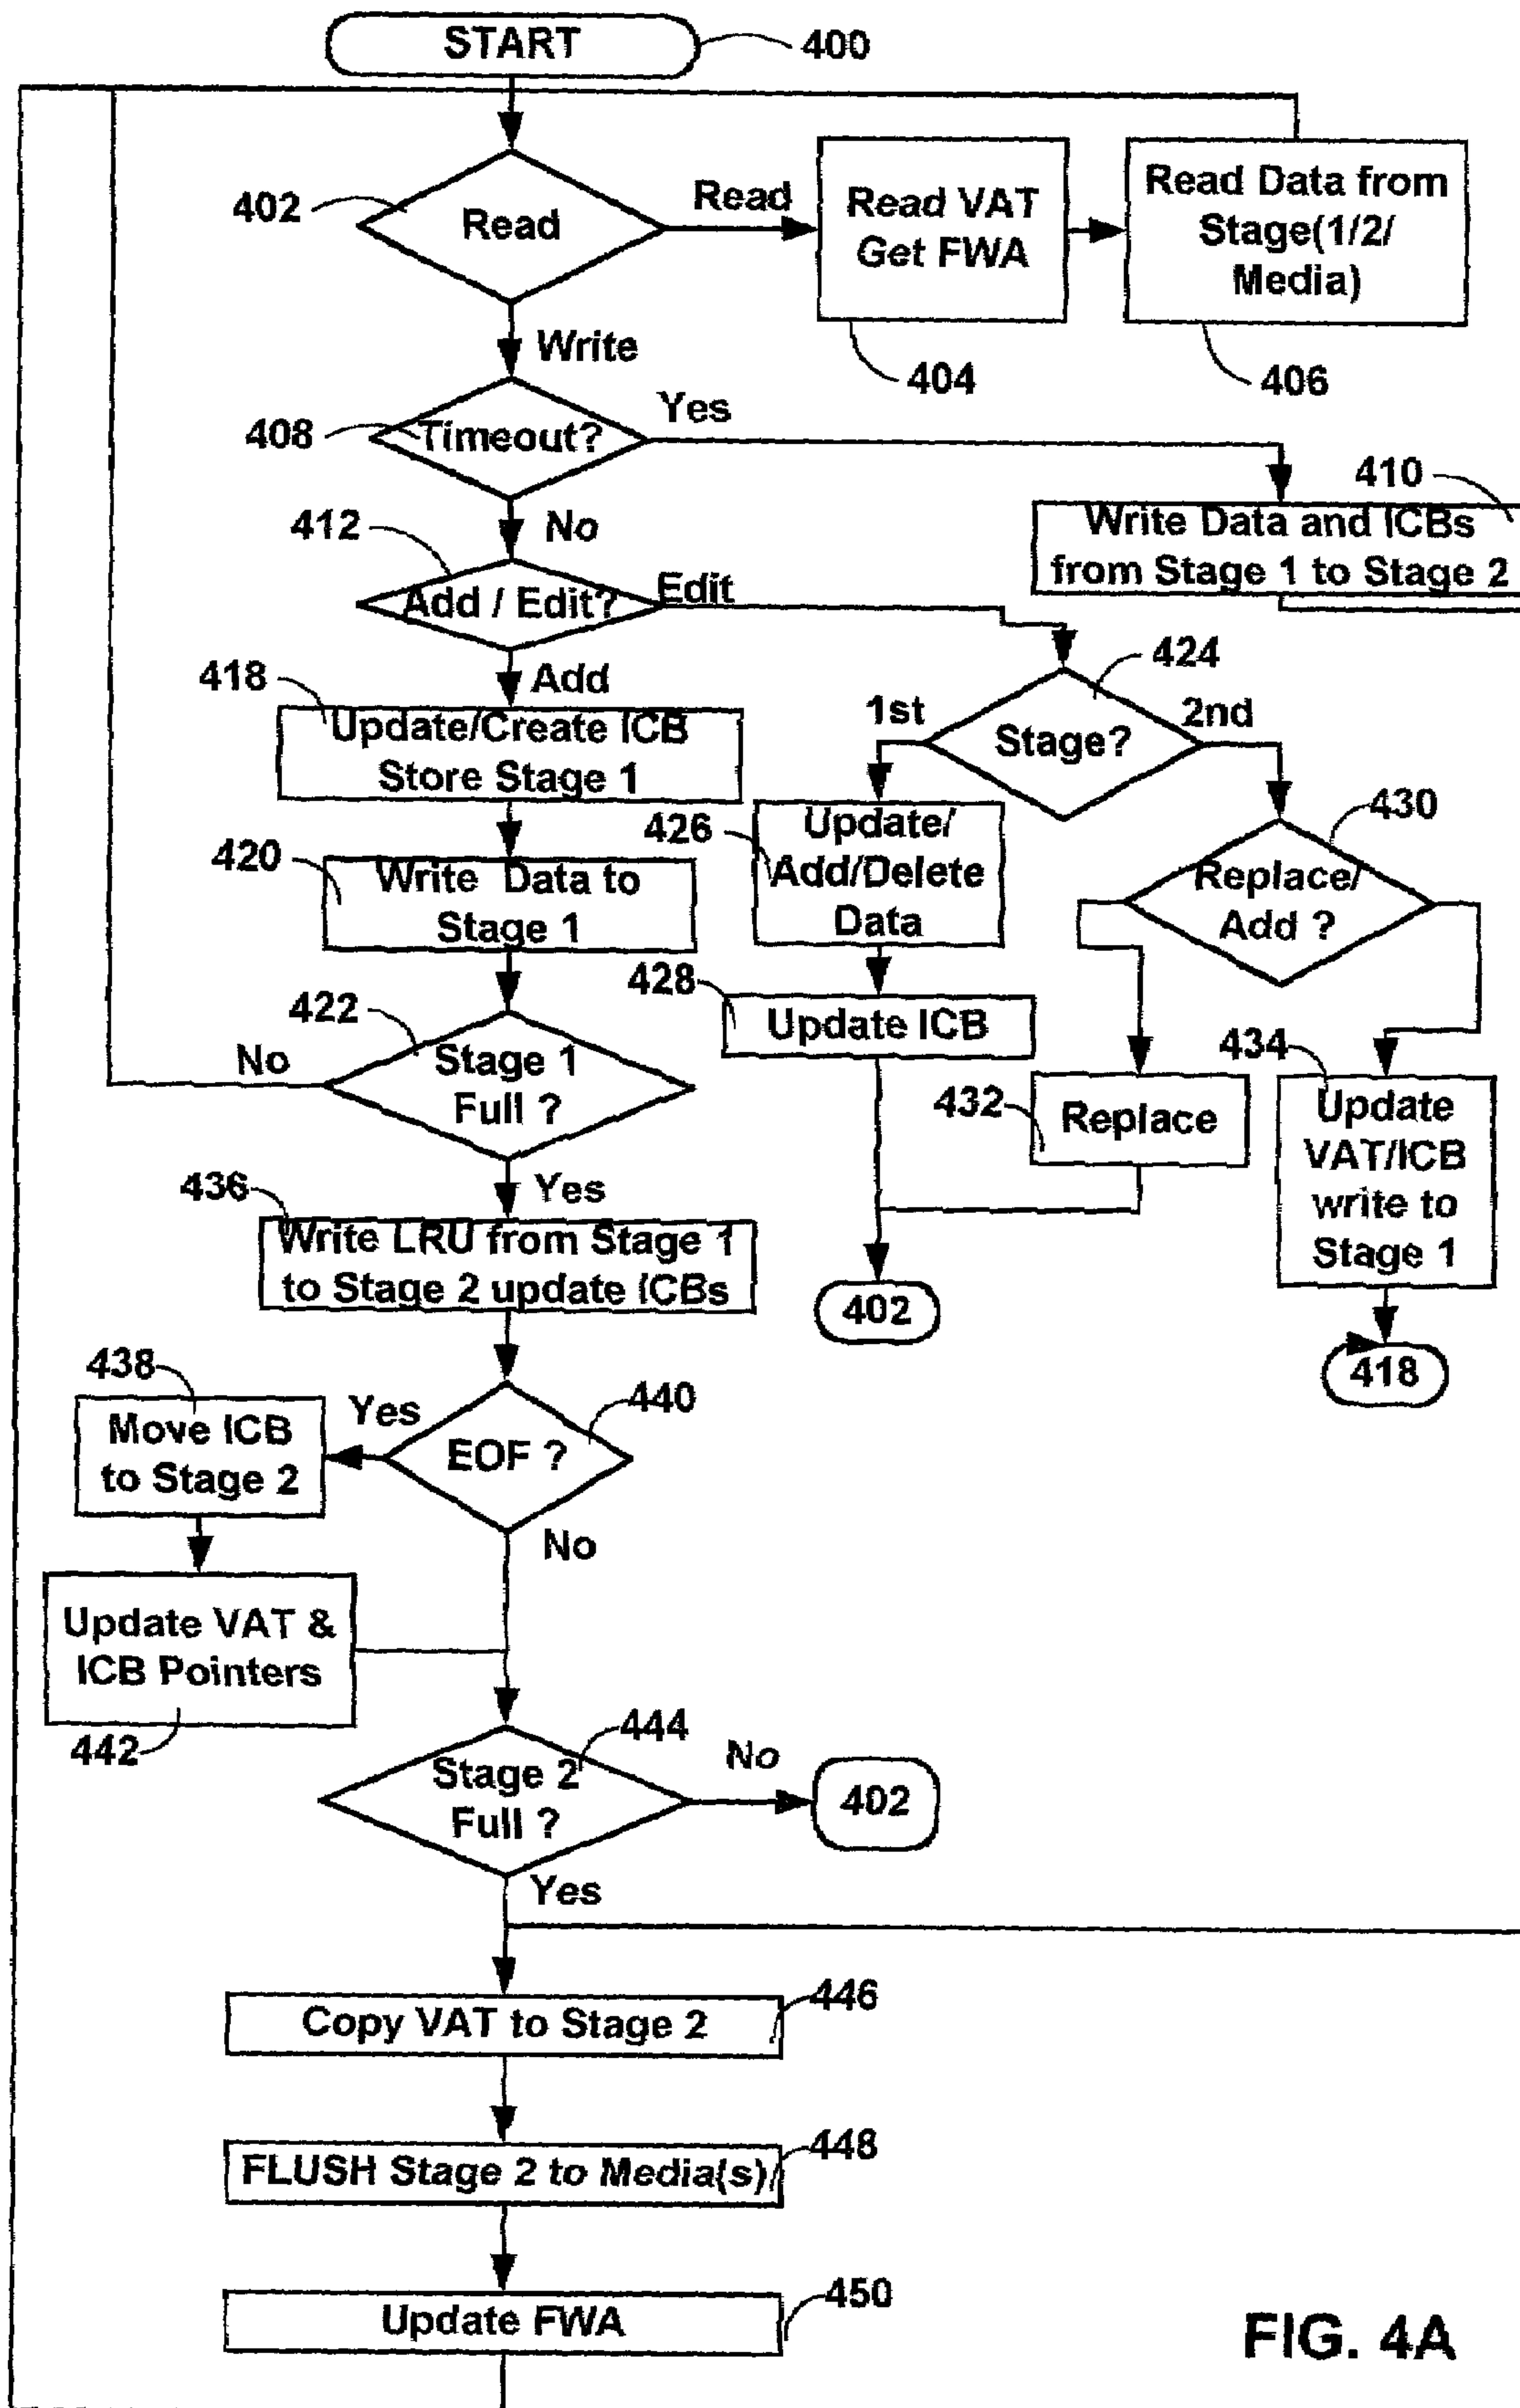 START
400
402
Read
Read
Read VAT
Get FWA
404
Read Data from
Stage(1/2/
Media)
406
Write
408
Timeout?
Yes
410
Write Data and ICBs
from Stage 1 to Stage 2
No
412
Add / Edit?
Edit
Add
418
Update/Create ICB
Store Stage 1
424
1st
Stage?
2nd
420
Write Data to
Stage 1
426
Update/
Add/Delete
Data
430
Replace/
Add ?
428
Update ICB
422
Stage 1
Full ?
No
432
Replace
434
Update
VAT/ICB
write to
Stage 1
Yes
436
Write LRU from Stage 1
to Stage 2 update ICBs
402
418
438
Move ICB
to Stage 2
Yes
EOF ?
440
No
Update VAT &
ICB Pointers
442
Stage 2
Full ?
444
No
402
Yes
Copy VAT to Stage 2
446
FLUSH Stage 2 to Media(s)
448
Update FWA
450
FIG. 4A